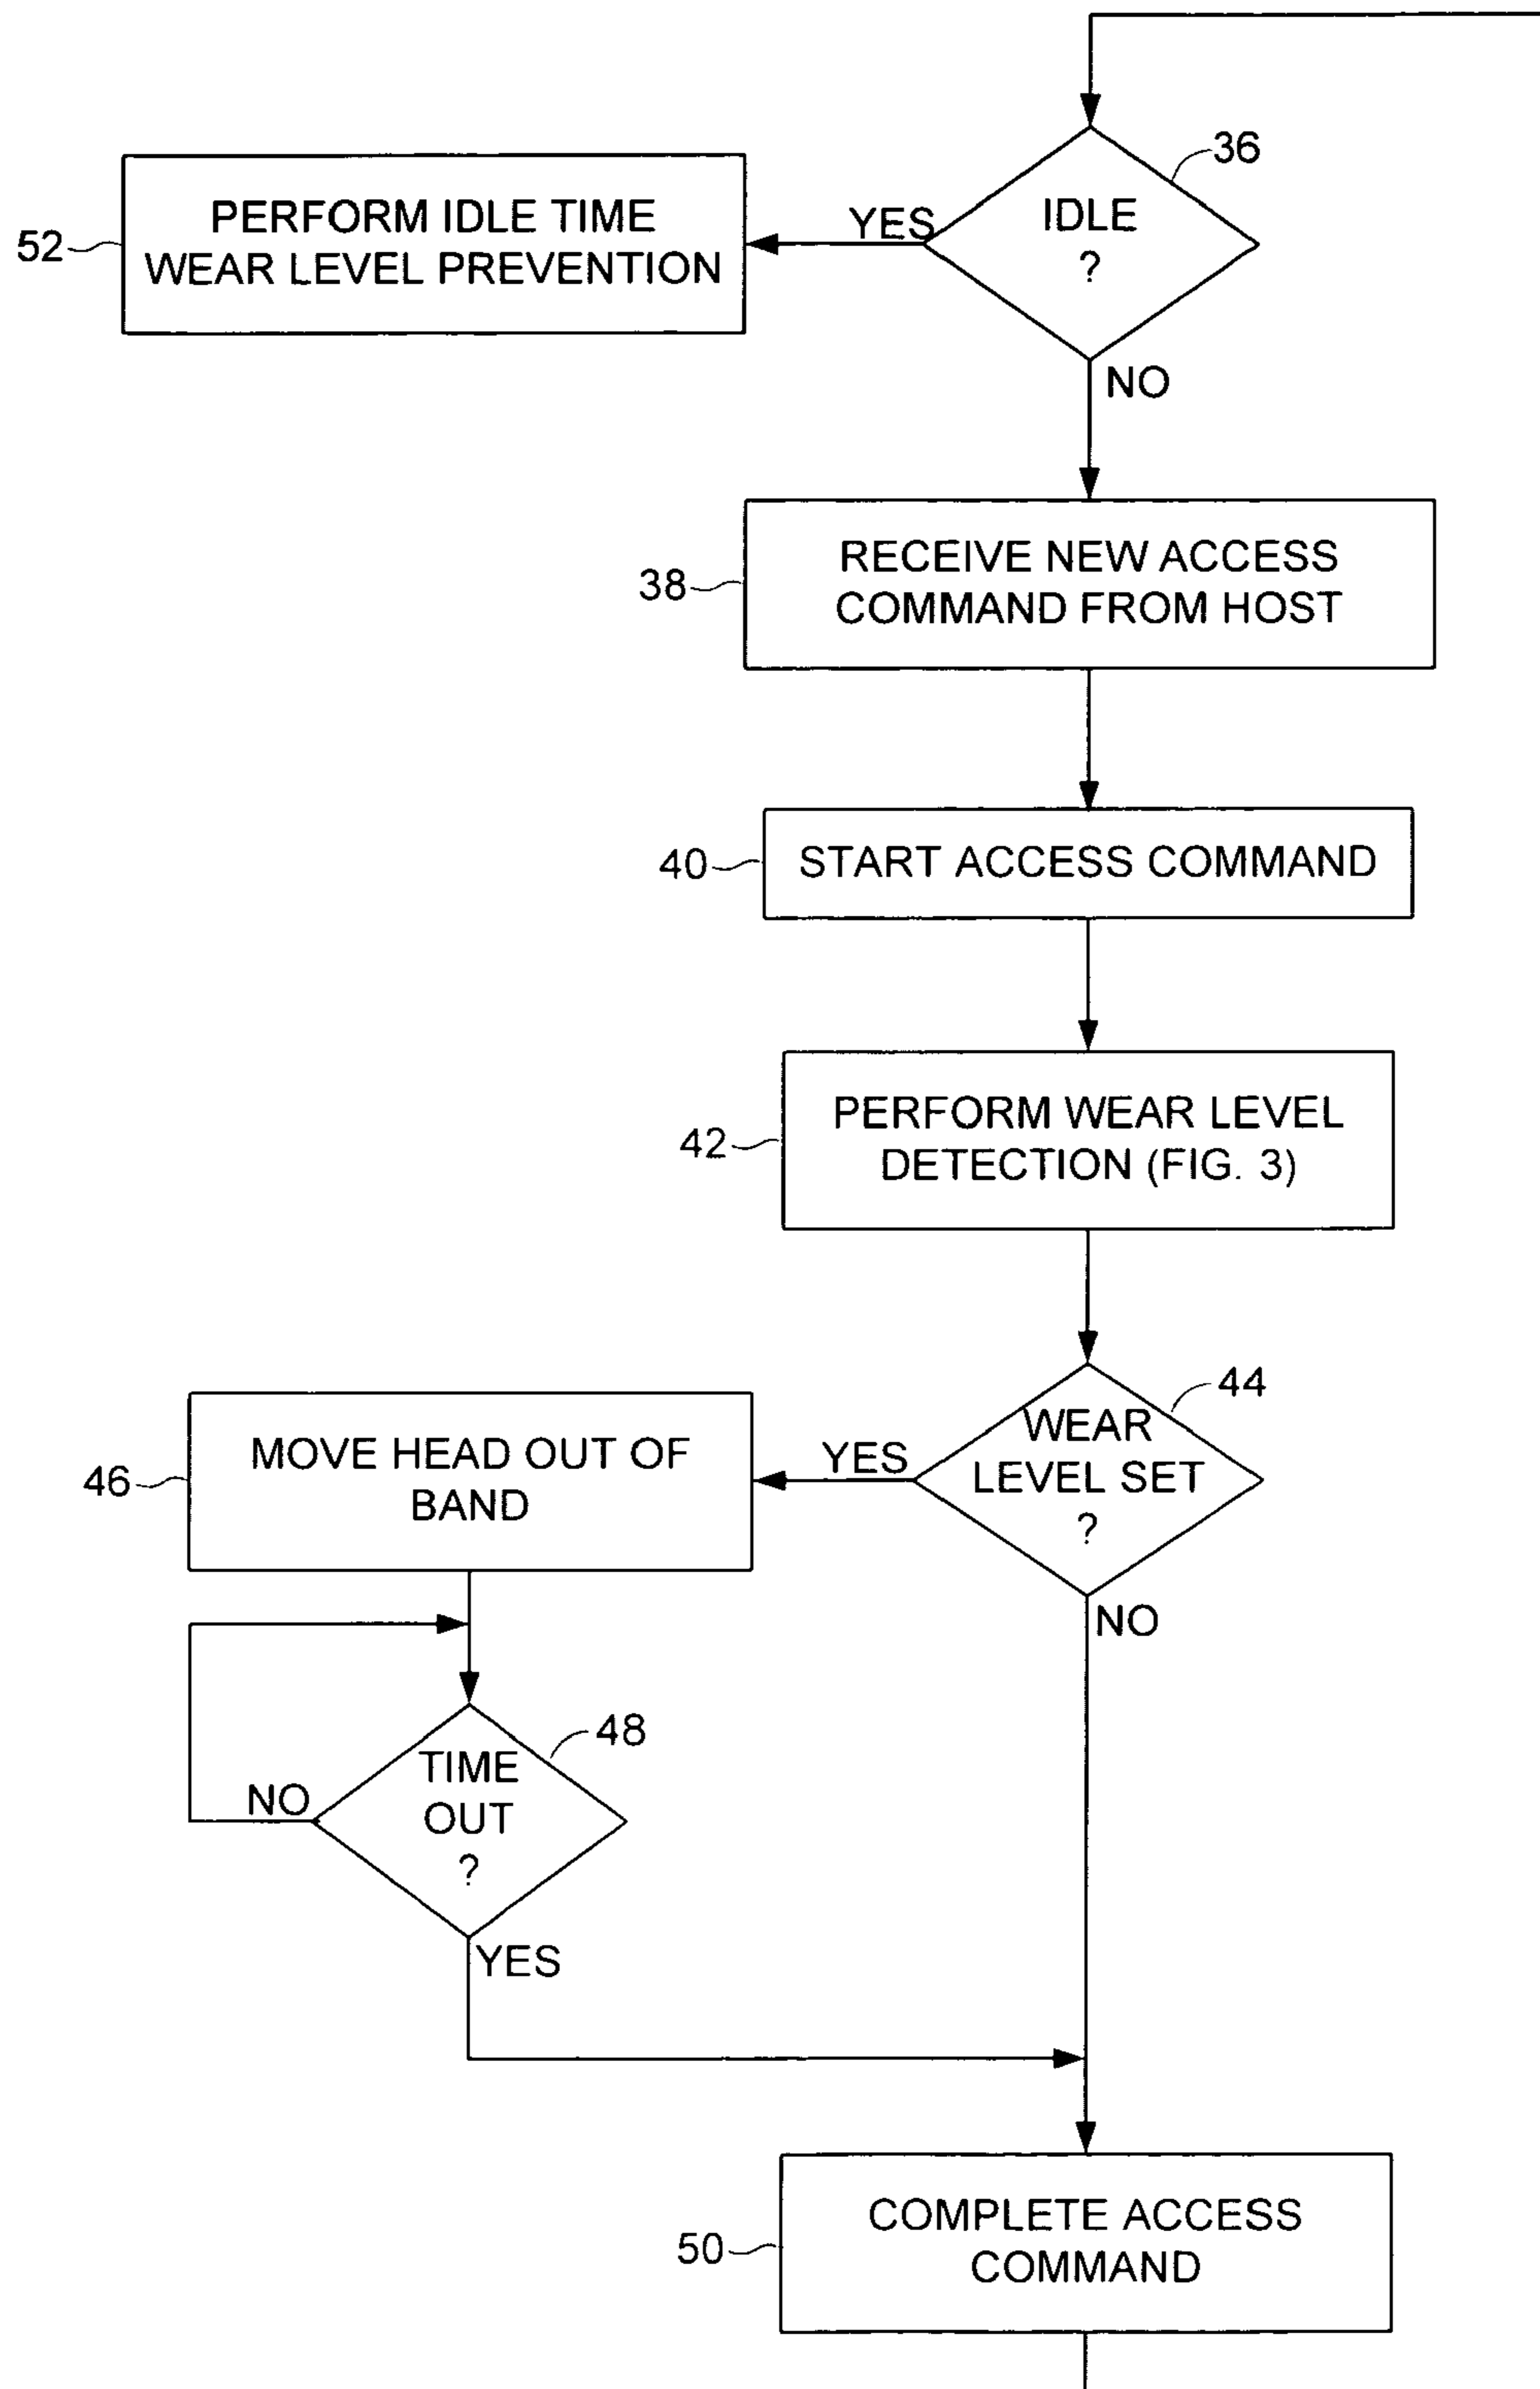 36
IDLE
?
YES
PERFORM IDLE TIME
WEAR LEVEL PREVENTION
52
NO
RECEIVE NEW ACCESS
COMMAND FROM HOST
38
START ACCESS COMMAND
40
PERFORM WEAR LEVEL
DETECTION (FIG. 3)
42
44
WEAR
LEVEL SET
?
YES
MOVE HEAD OUT OF
BAND
46
NO
48
TIME
OUT
?
NO
YES
COMPLETE ACCESS
COMMAND
50